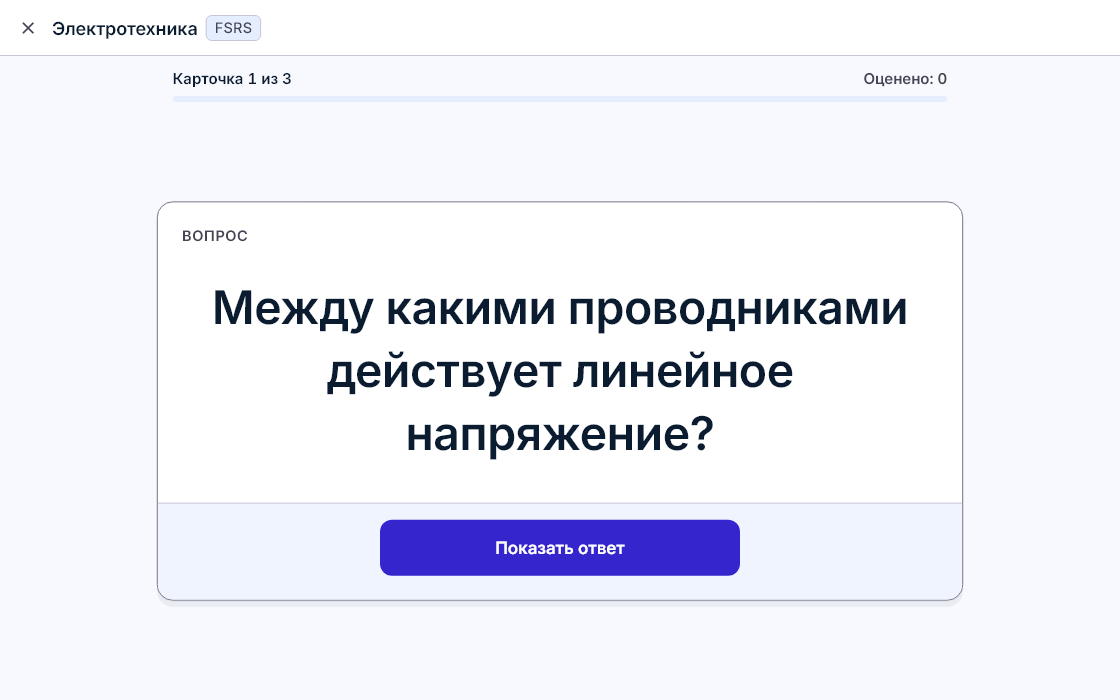 Электротехника FSRS
Карточка 1 из 3
Оценено: 0
ВОПРОС
Между какими проводниками
действует линейное
напряжение?
Показать ответ